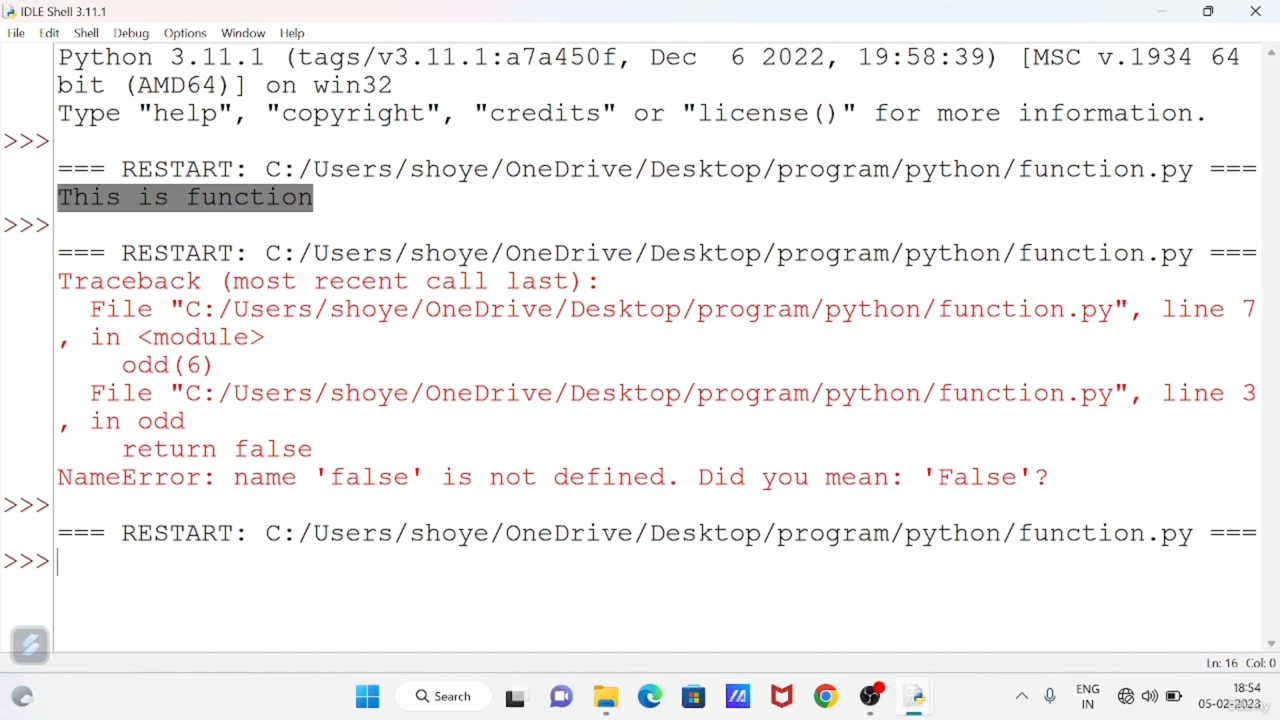 IDLE Shell 3.11.1
File Edit Shell Debug Options Window Help
Python 3.11.1 (tags/v3.11.1:a7a450f, Dec  6 2022, 19:58:39) [MSC v.1934 64
bit (AMD64)] on win32
Type "help", "copyright", "credits" or "license()" for more information.
>>>
=== RESTART: C:/Users/shoye/OneDrive/Desktop/program/python/function.py ===
This is function
>>>
=== RESTART: C:/Users/shoye/OneDrive/Desktop/program/python/function.py ===
Traceback (most recent call last):
  File "C:/Users/shoye/OneDrive/Desktop/program/python/function.py", line 7
, in <module>
    odd(6)
  File "C:/Users/shoye/OneDrive/Desktop/program/python/function.py", line 3
, in odd
    return false
NameError: name 'false' is not defined. Did you mean: 'False'?
>>>
=== RESTART: C:/Users/shoye/OneDrive/Desktop/program/python/function.py ===
>>>
Ln: 16 Col: 0
Search
ENG
IN
18:54
05-02-2023